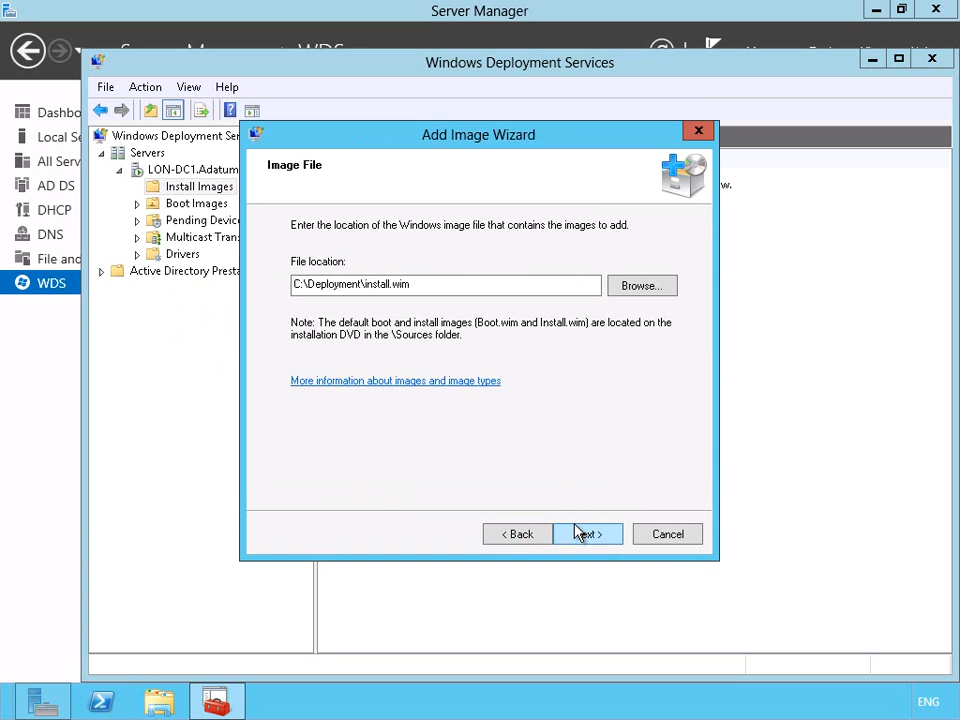 Server Manager
WDS
Windows Deployment Services
File Action View Help
Dashbo
Local Se
All Serv
AD DS
DHCP
DNS
File and
WDS
Windows Deployment Ser
Servers
LON-DC1.Adatum
Install Images
Boot Images
Pending Device
Multicast Tran
Drivers
Active Directory Presta
Add Image Wizard
Image File
w.
Enter the location of the Windows image file that contains the images to add.
File location:
C:\Deployment\install.wim
Browse...
Note: The default boot and install images (Boot.wim and Install.wim) are located on the
installation DVD in the \Sources folder.
More information about images and image types
< Back
ext >
Cancel
ENG